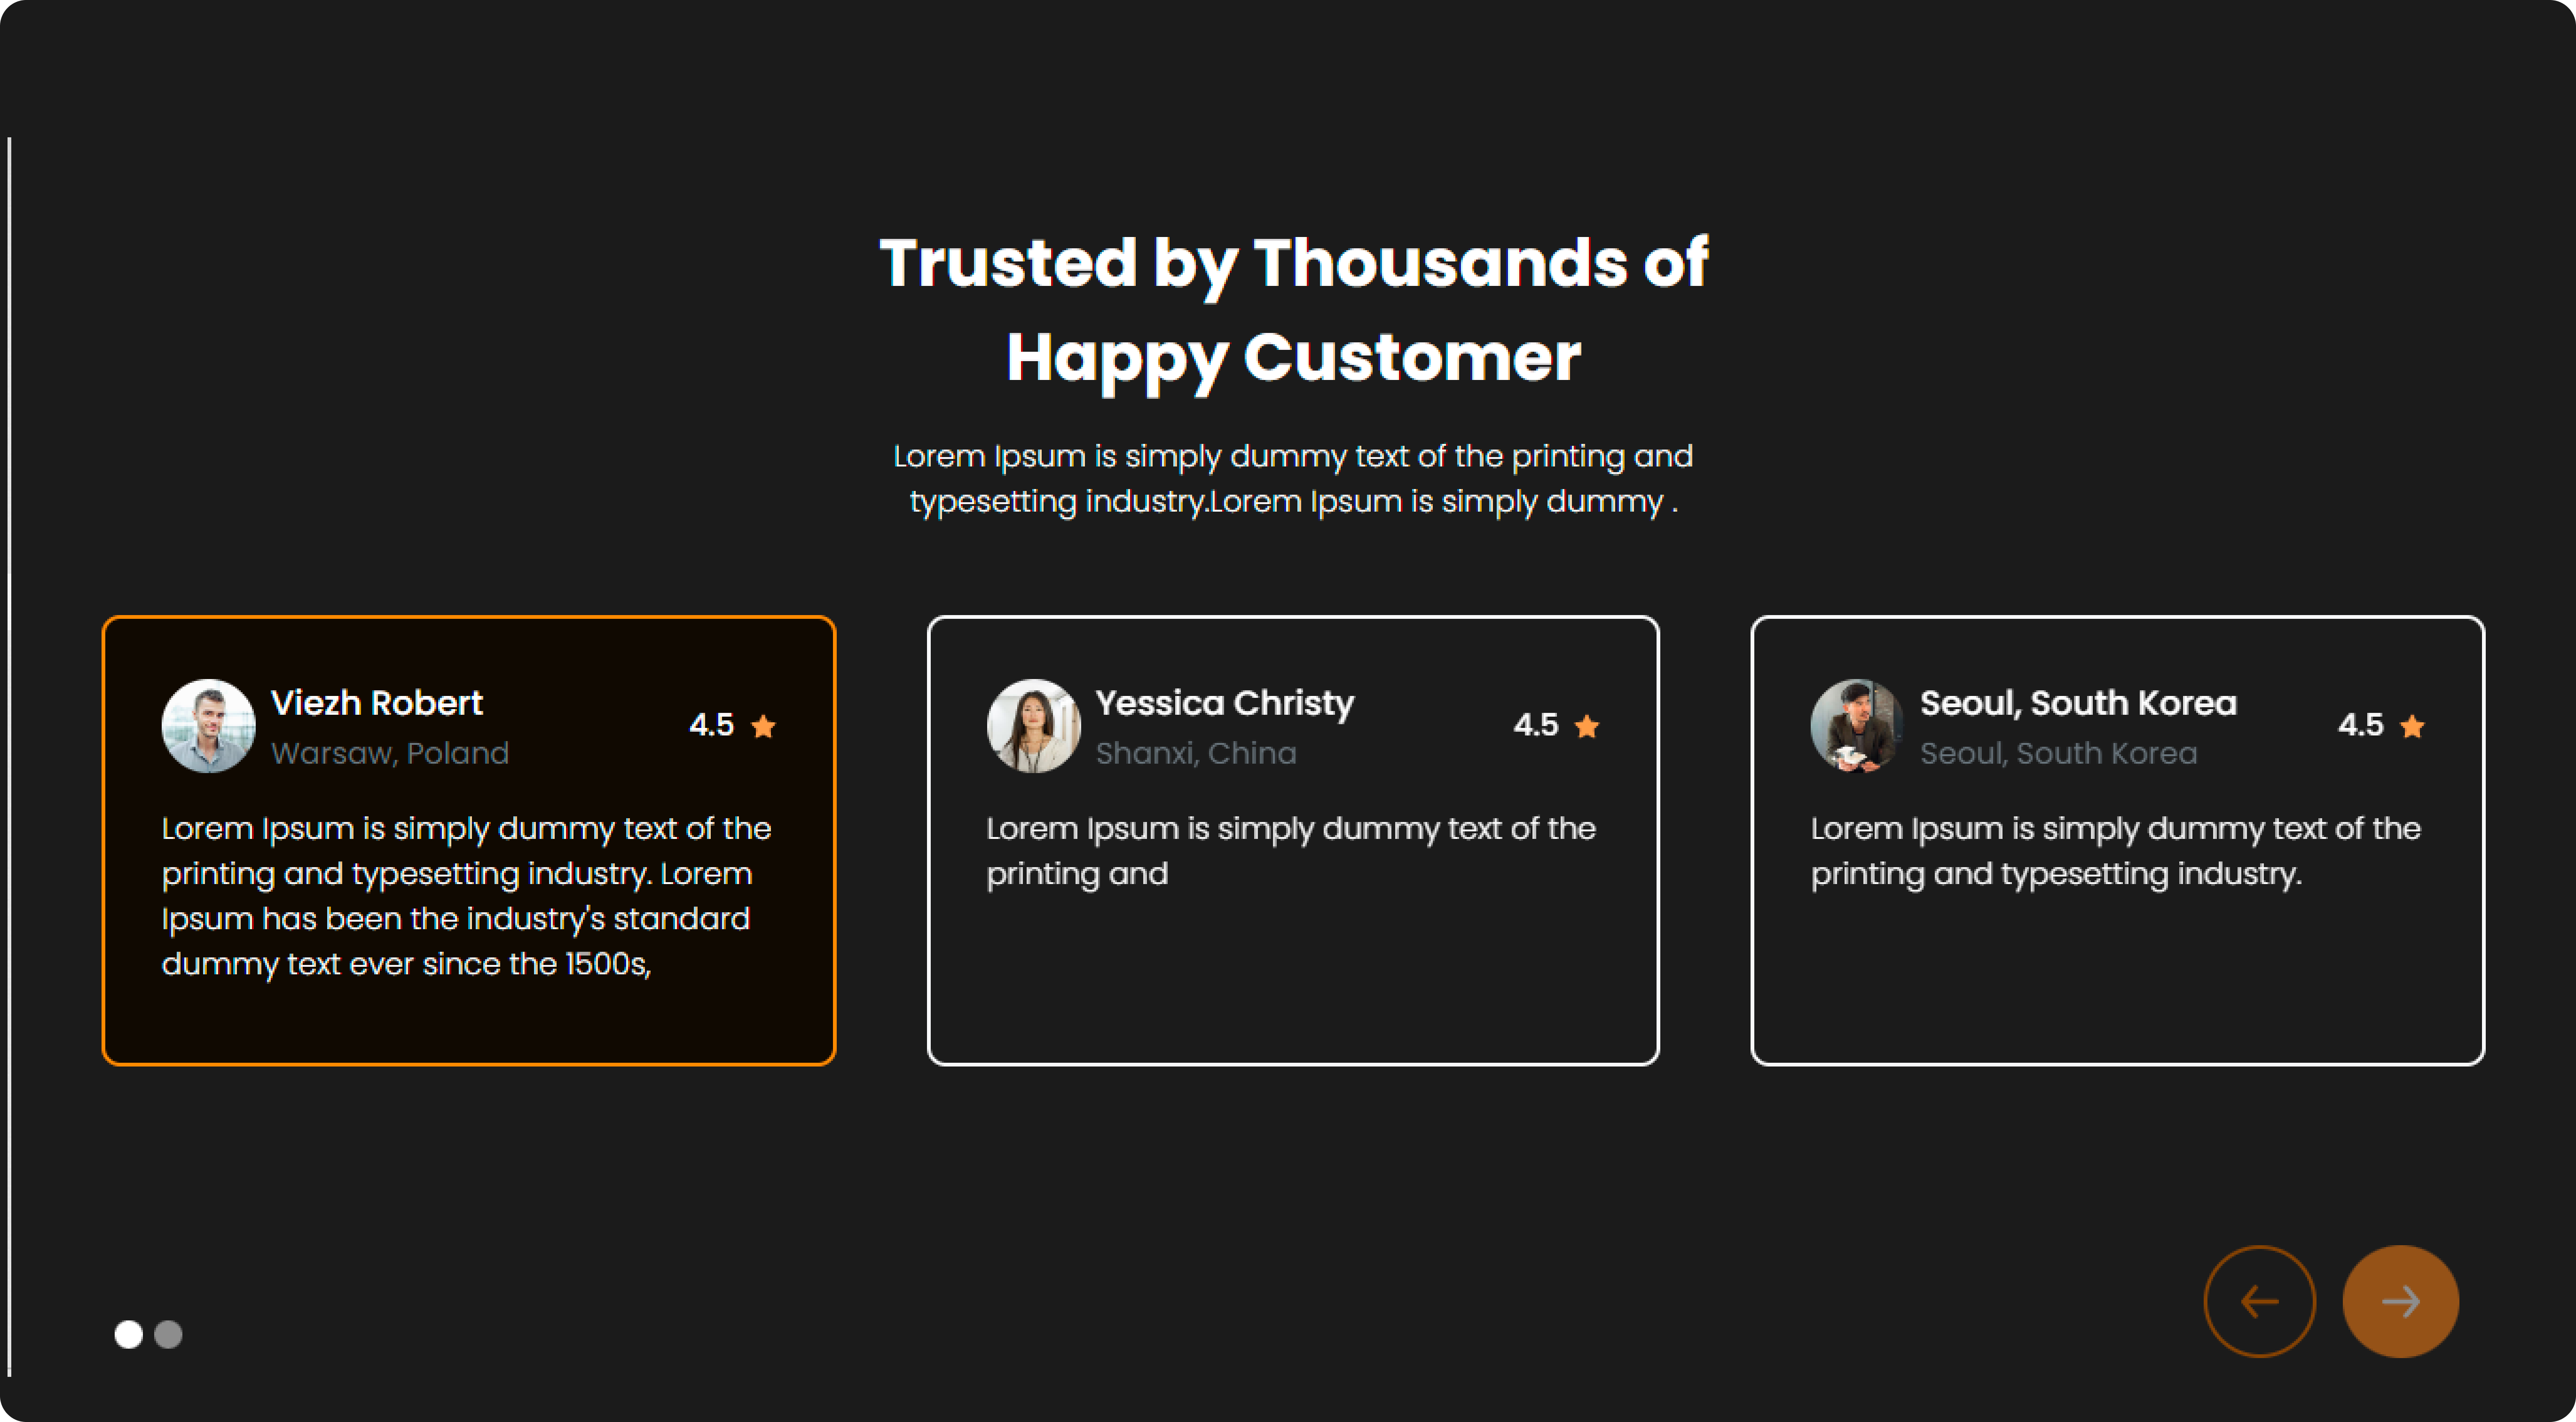 Trusted by Thousands of
Happy Customer
Lorem Ipsum is simply dummy text of the printing and
typesetting industry.Lorem Ipsum is simply dummy .
Viezh Robert
Warsaw, Poland
4.5
Lorem Ipsum is simply dummy text of the
printing and typesetting industry. Lorem
Ipsum has been the industry's standard
dummy text ever since the 1500s,
Yessica Christy
Shanxi, China
4.5
Lorem Ipsum is simply dummy text of the
printing and
Seoul, South Korea
Seoul, South Korea
4.5
Lorem Ipsum is simply dummy text of the
printing and typesetting industry.